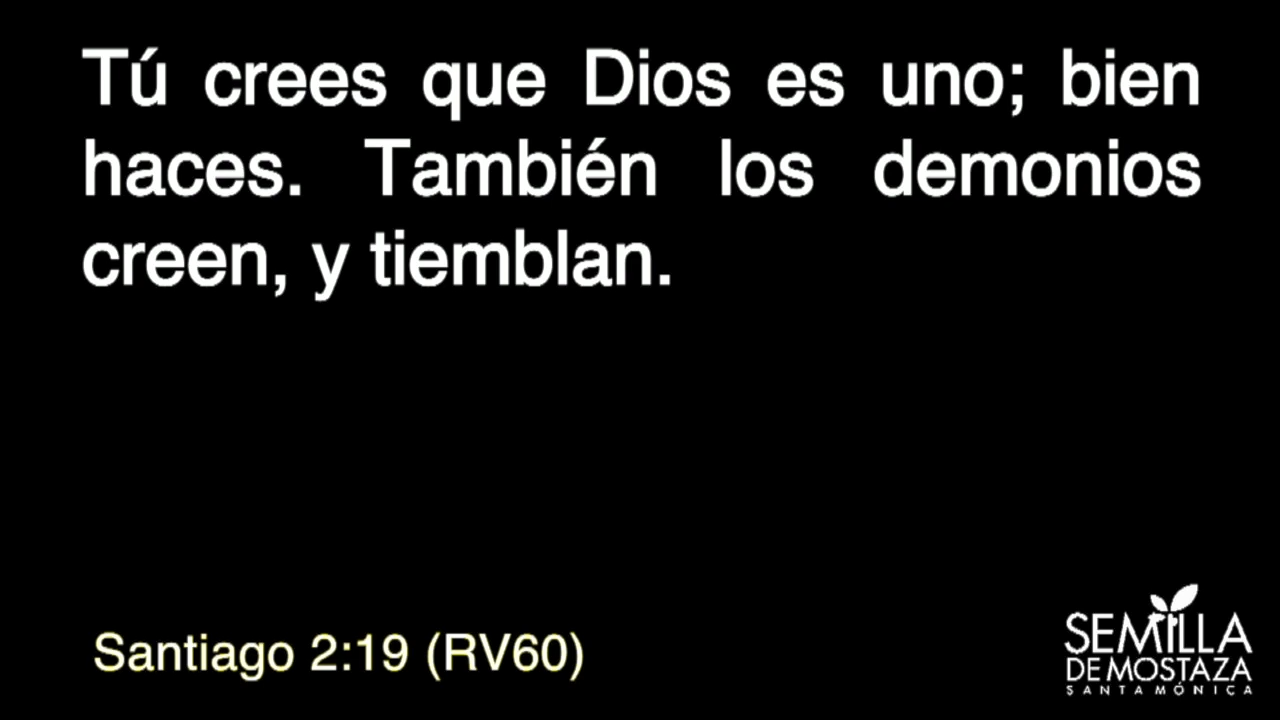 Tú crees que Dios es uno; bien
haces. También los demonios
creen, y tiemblan.
Santiago 2:19 (RV60)
SEMILLA
DE MOSTAZA
SANTA MÓNICA